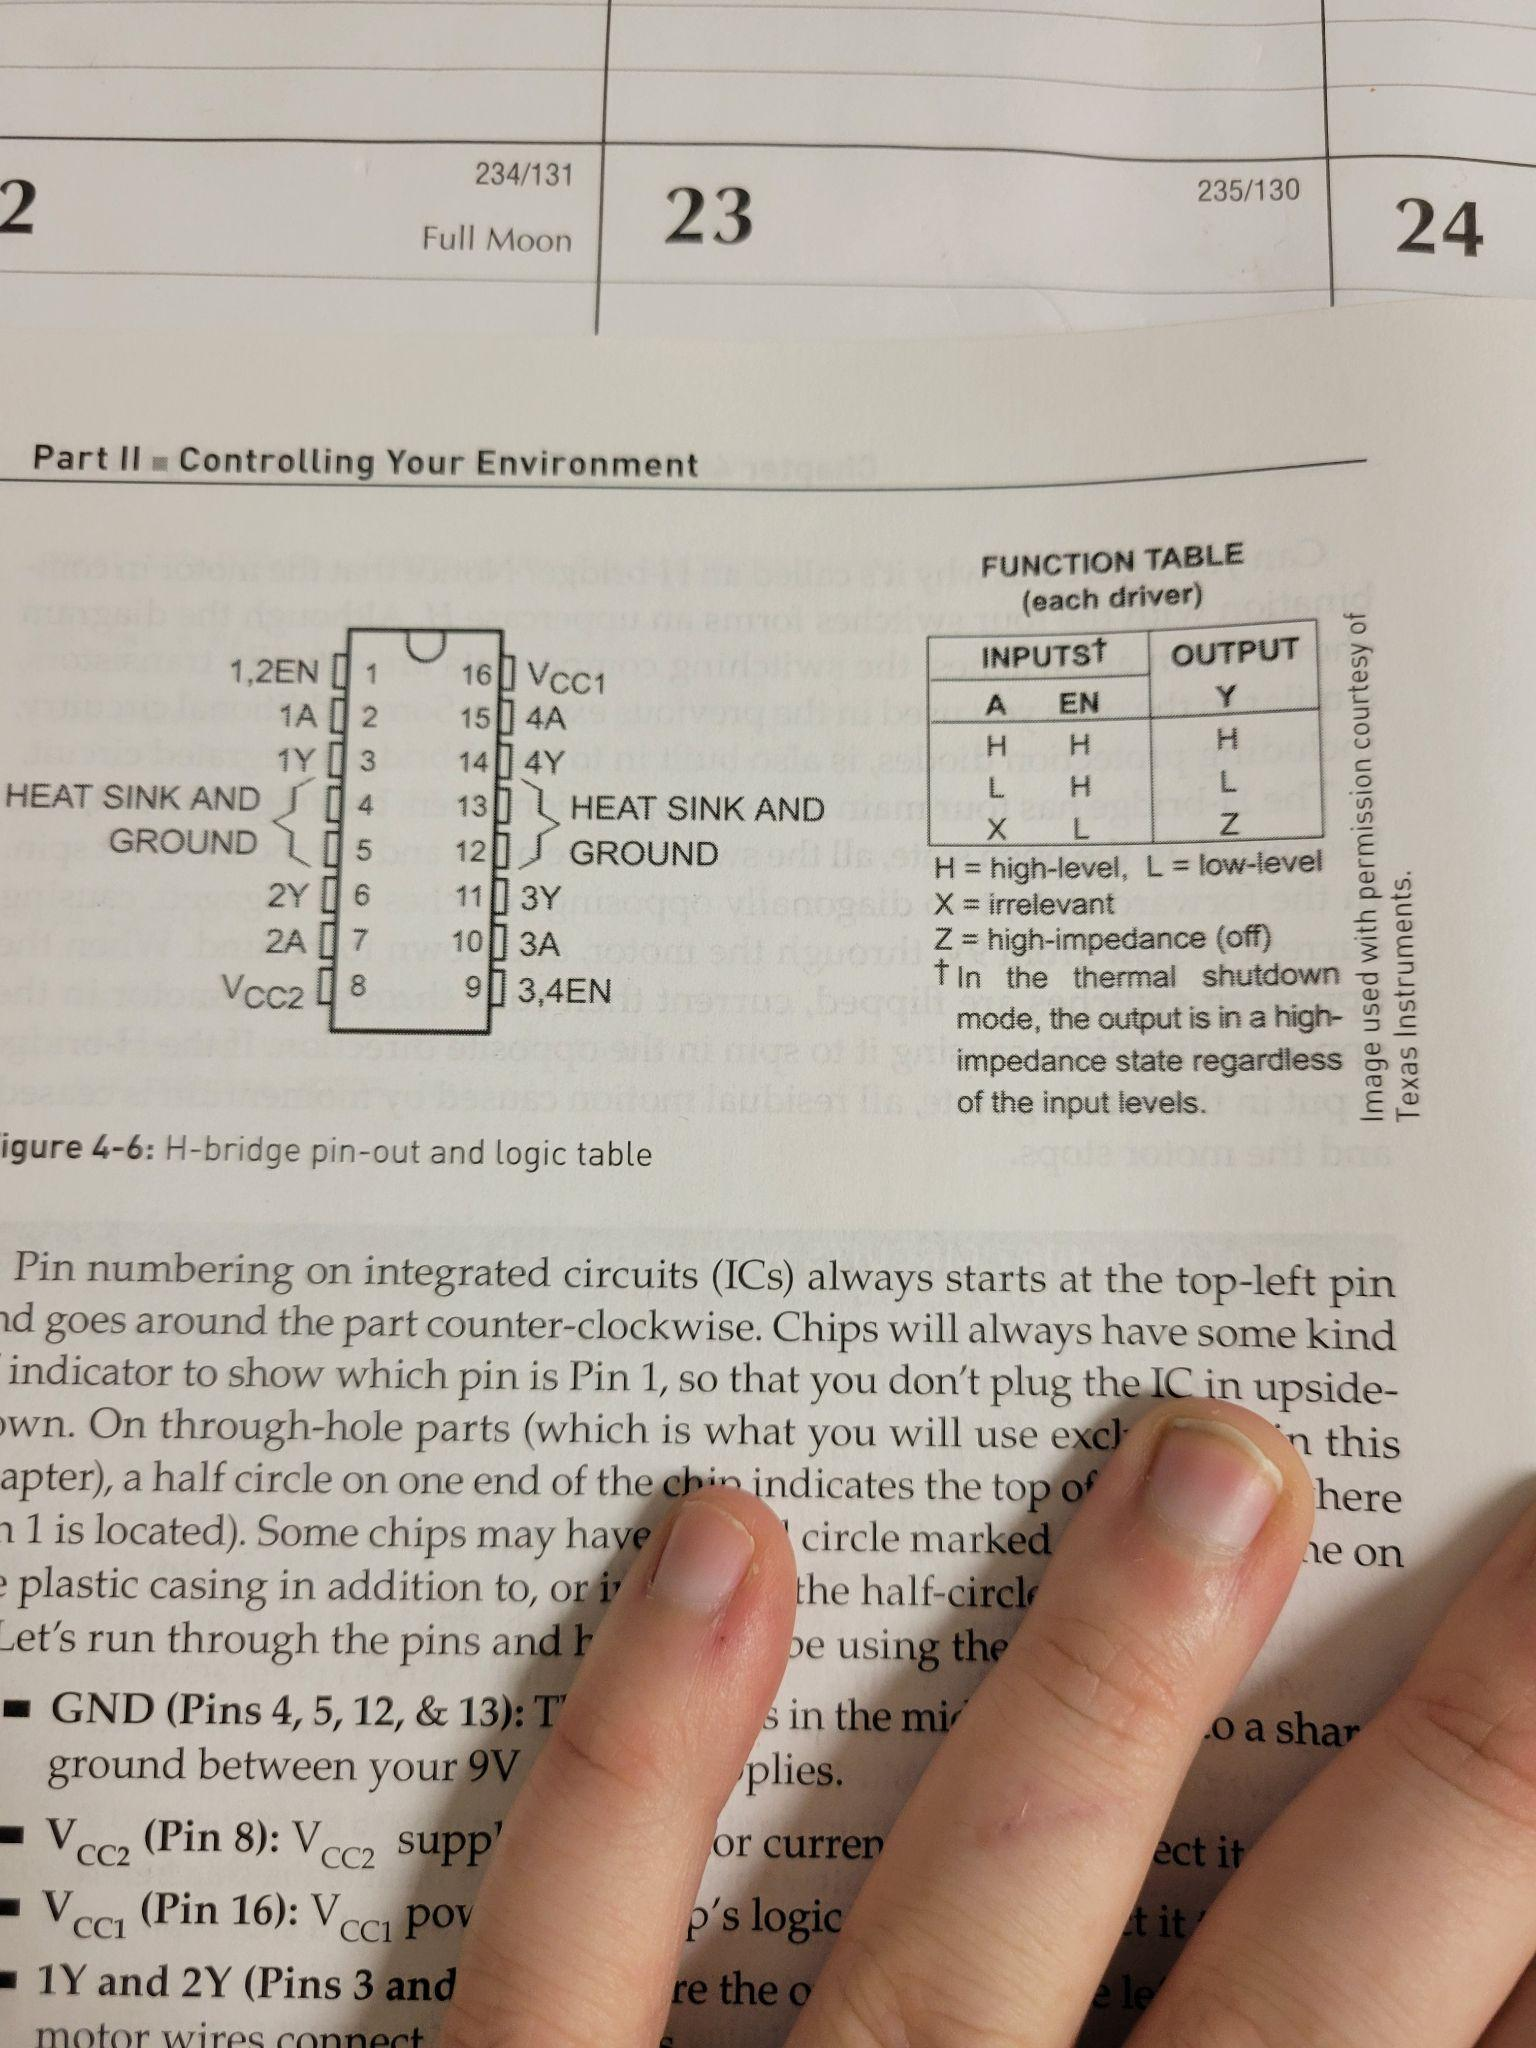 234/131
Full Moon
23
235/130
24
Part II ▪ Controlling Your Environment
1,2EN 1 16 VCC1
1A 2 15 4A
1Y 3 14 4Y
HEAT SINK AND 4 13 HEAT SINK AND
GROUND 5 12 GROUND
2Y 6 11 3Y
2A 7 10 3A
VCC2 8 9 3,4EN
FUNCTION TABLE
(each driver)
INPUTS† OUTPUT
A EN Y
H H H
L H L
X L Z
H = high-level, L = low-level
X = irrelevant
Z = high-impedance (off)
† In the thermal shutdown
mode, the output is in a high-
impedance state regardless
of the input levels.
Image used with permission courtesy of
Texas Instruments.
igure 4-6: H-bridge pin-out and logic table
Pin numbering on integrated circuits (ICs) always starts at the top-left pin
nd goes around the part counter-clockwise. Chips will always have some kind
indicator to show which pin is Pin 1, so that you don't plug the IC in upside-
own. On through-hole parts (which is what you will use in this
apter), a half circle on one end of the chip indicates the top of here
1 is located). Some chips may have circle marked on
plastic casing in addition to, or the half-circle
Let's run through the pins and be using the
▪ GND (Pins 4, 5, 12, & 13): in the to a
ground between your 9V
▪ VCC2 (Pin 8): VCC2 it
▪ VCC1 (Pin 16): VCC1 logic it
▪ 1Y and 2Y (Pins 3 and the
motor wires connect